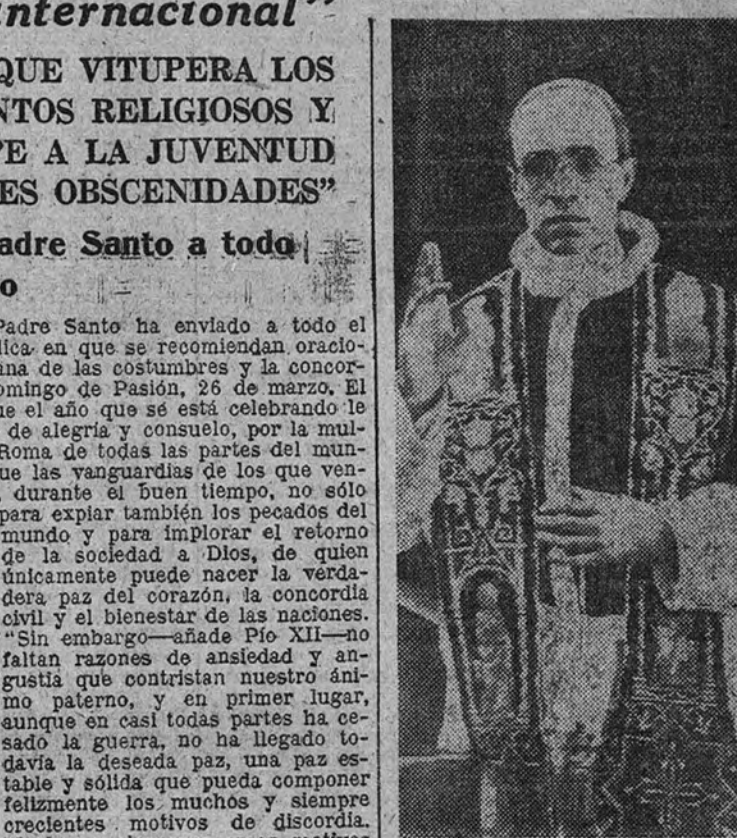 internacional"
QUE VITUPERA LOS
NTOS RELIGIOSOS Y
E A LA JUVENTUD
ES OBSCENIDADES"
adre Santo a todo
o
Padre Santo ha enviado a todo el
lica en que se recomiendan oracio-
ana de las costumbres y la concor-
omingo de Pasión, 26 de marzo. El
ue el año que se está celebrando le
de alegría y consuelo, por la mul-
Roma de todas las partes del mun-
ue las vanguardias de los que ven-
, durante el buen tiempo, no sólo
para expiar también los pecados del
mundo y para implorar el retorno
de la sociedad a Dios, de quien
únicamente puede nacer la verda-
dera paz del corazón, la concordia
civil y el bienestar de las naciones.
"Sin embargo—añade Pío XII—no
faltan razones de ansiedad y an-
gustia que contristan nuestro áni-
mo paterno, y en primer lugar,
aunque en casi todas partes ha ce-
sado la guerra, no ha llegado to-
davía la deseada paz, una paz es-
table y sólida que pueda componer
felizmente los muchos y siempre
crecientes motivos de discordia.